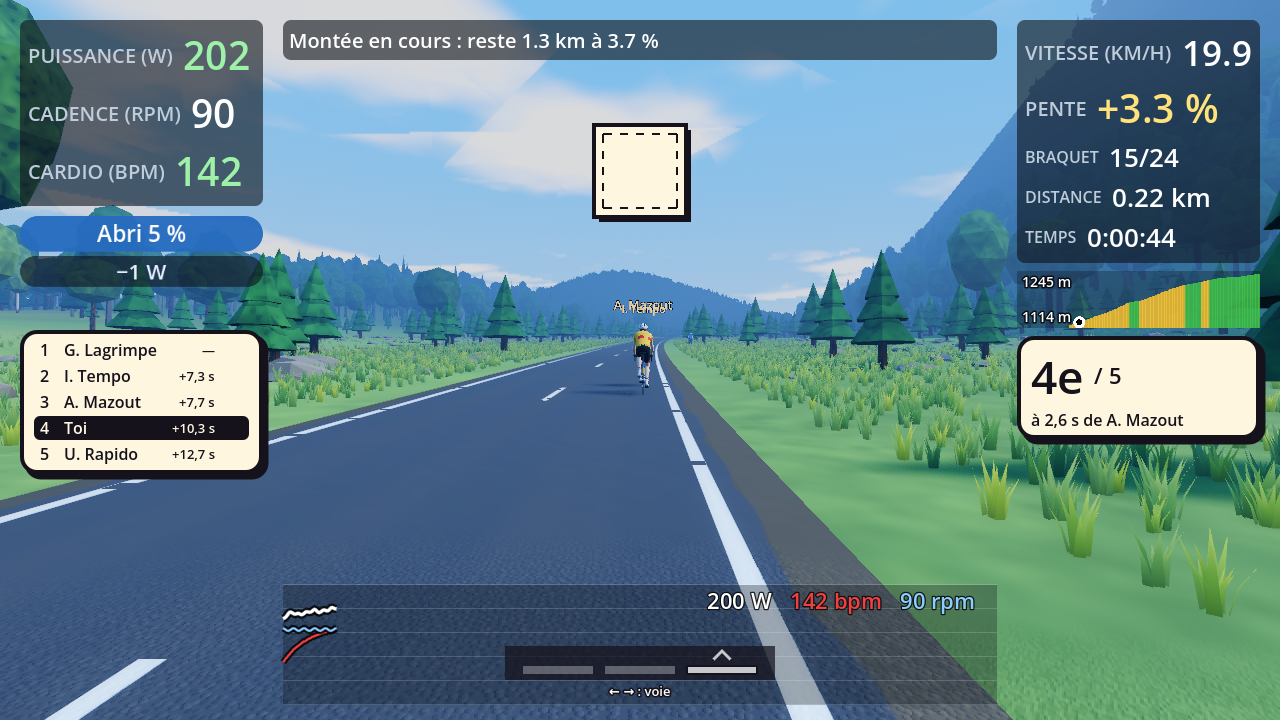 PUISSANCE (W) 202
CADENCE (RPM) 90
CARDIO (BPM) 142
Abri 5 %
−1 W
1 G. Lagrimpe —
2 I. Tempo +7,3 s
3 A. Mazout +7,7 s
4 Toi +10,3 s
5 U. Rapido +12,7 s
Montée en cours : reste 1.3 km à 3.7 %
A. Mazout
I. Tempo
VITESSE (KM/H) 19.9
PENTE +3.3 %
BRAQUET 15/24
DISTANCE 0.22 km
TEMPS 0:00:44
1245 m
1114 m
4e / 5
à 2,6 s de A. Mazout
200 W 142 bpm 90 rpm
← → : voie